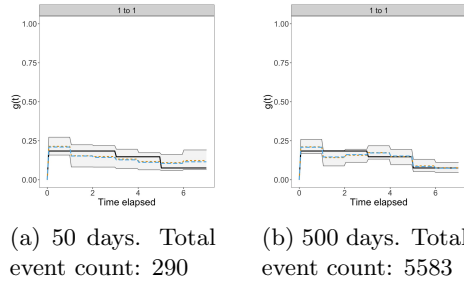 1 to 1
1.00
0.75
0.50
0.25
0.00
g(t)
0 2 4 6
Time elapsed
1 to 1
1.00
0.75
0.50
0.25
0.00
g(t)
0 2 4 6
Time elapsed
(a) 50 days. Total
event count: 290
(b) 500 days. Total
event count: 5583